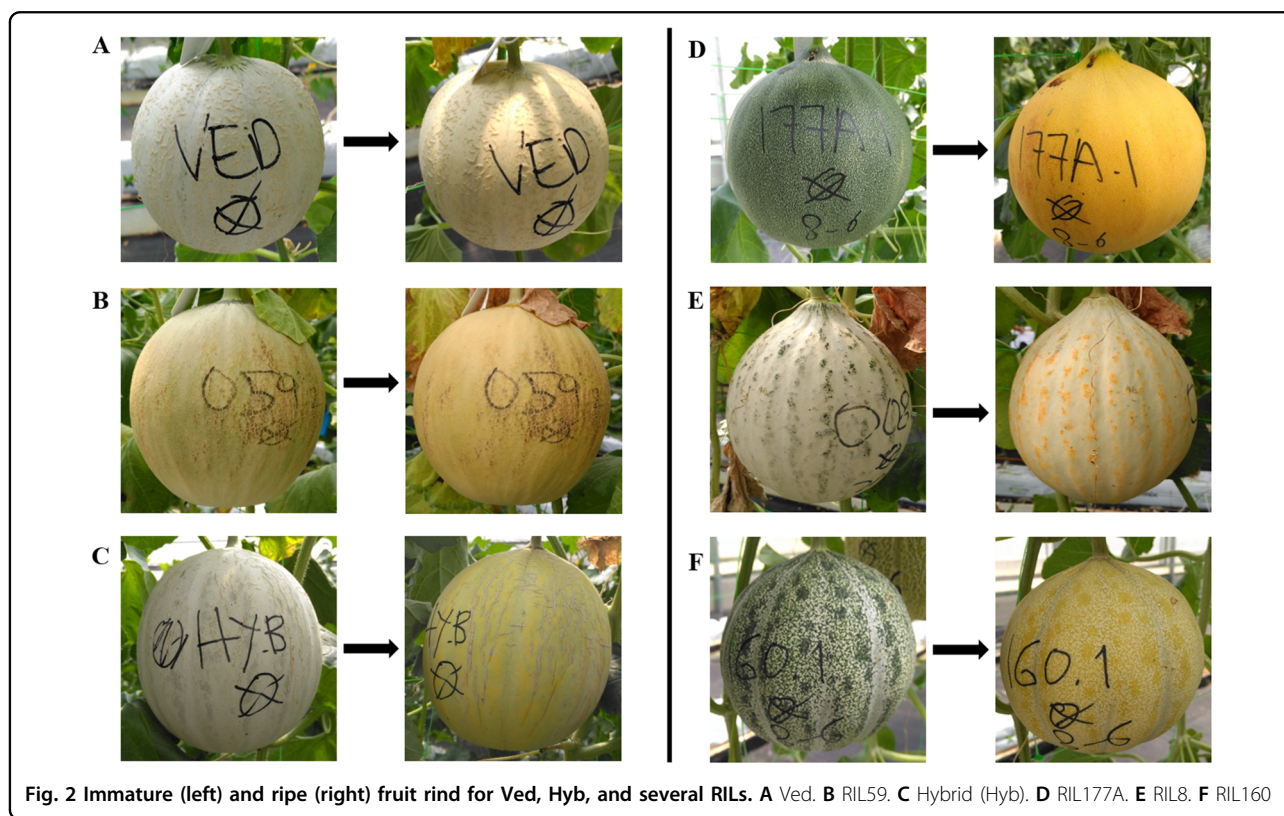 A
VED
VED
B
059
059
C
HYB
HY.B
D
177A.1
8-6
177A.1
8-6
E
008
F
160.1
8-6
160.1
8-6
Fig. 2 Immature (left) and ripe (right) fruit rind for Ved, Hyb, and several RILs. A Ved. B RIL59. C Hybrid (Hyb). D RIL177A. E RIL8. F RIL160